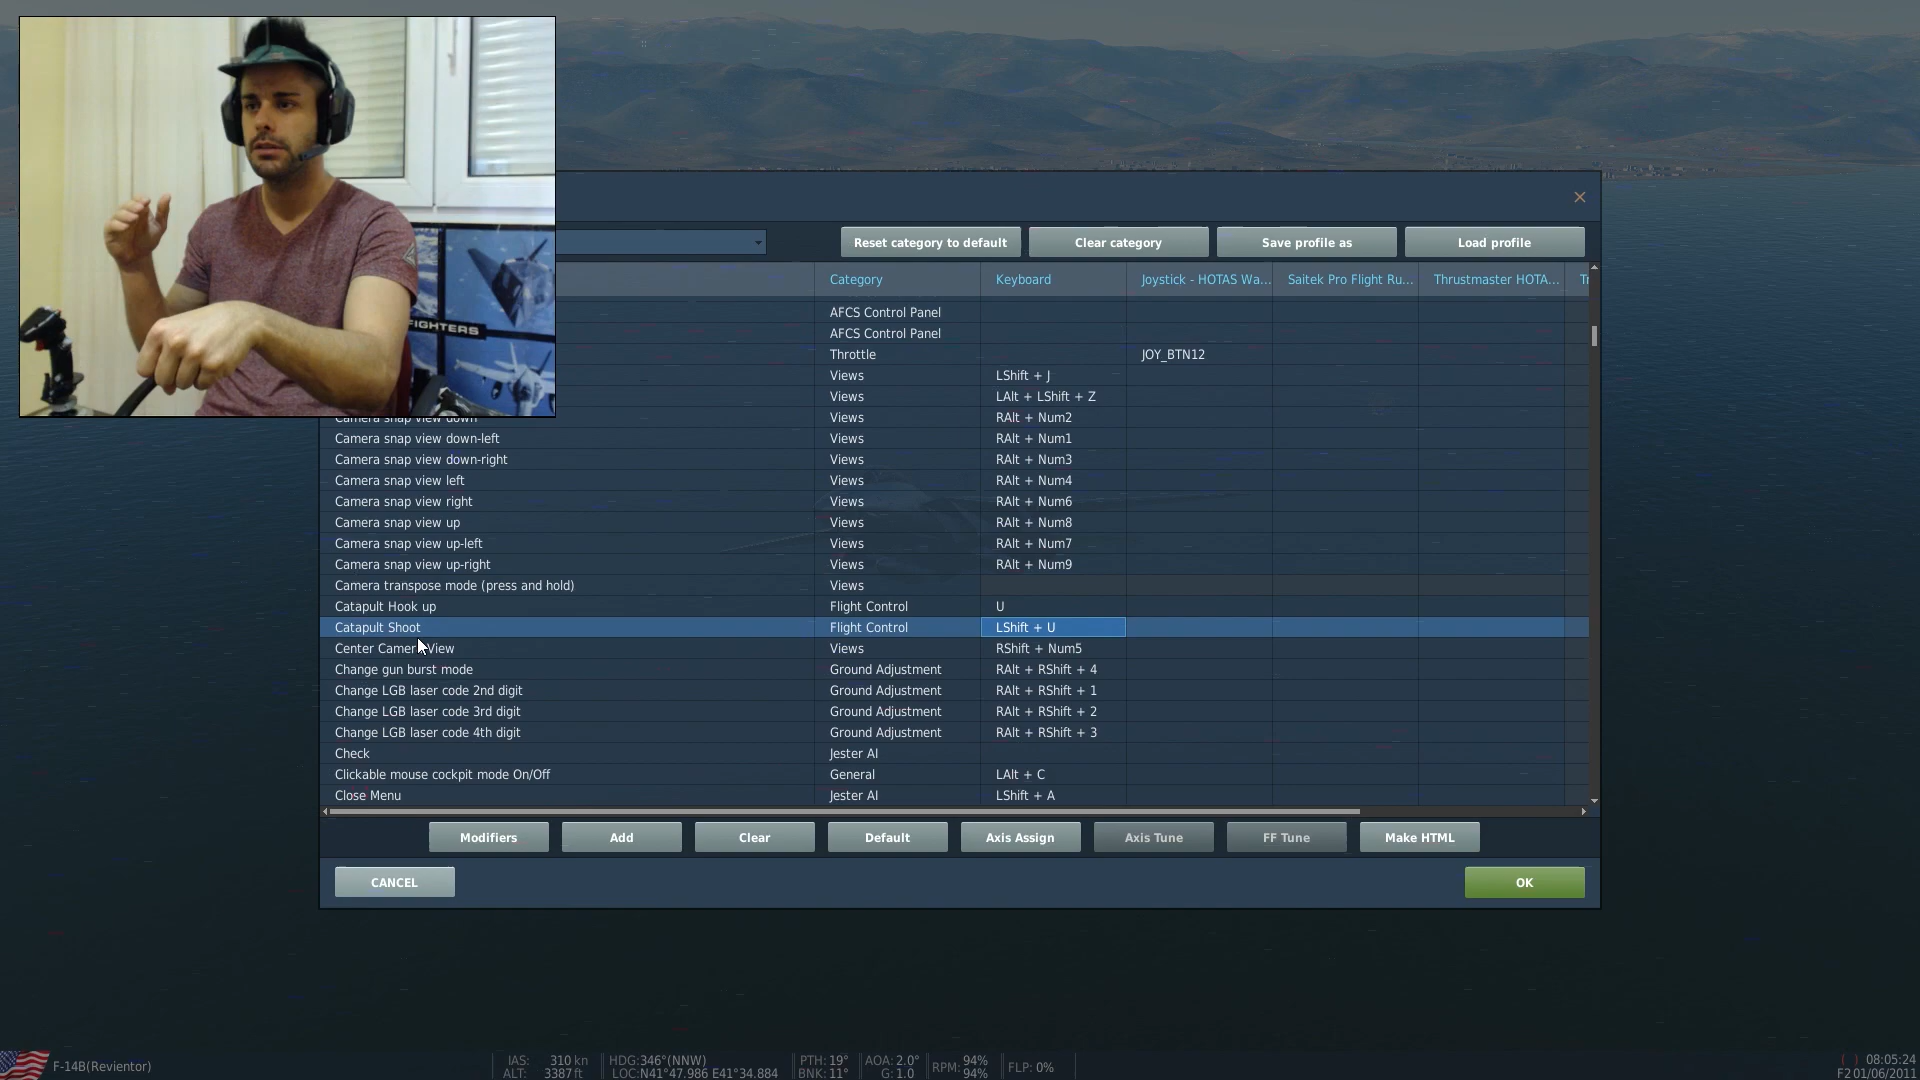 Reset category to default Clear category Save profile as Load profile
Category Keyboard Joystick - HOTAS Wa... Saitek Pro Flight Ru... Thrustmaster HOTA... Tr
AFCS Control Panel
AFCS Control Panel
Throttle JOY_BTN12
Views LShift + J
Views LAlt + LShift + Z
Camera snap view down Views RAlt + Num2
Camera snap view down-left Views RAlt + Num1
Camera snap view down-right Views RAlt + Num3
Camera snap view left Views RAlt + Num4
Camera snap view right Views RAlt + Num6
Camera snap view up Views RAlt + Num8
Camera snap view up-left Views RAlt + Num7
Camera snap view up-right Views RAlt + Num9
Camera transpose mode (press and hold) Views
Catapult Hook up Flight Control U
Catapult Shoot Flight Control LShift + U
Center Camera View Views RShift + Num5
Change gun burst mode Ground Adjustment RAlt + RShift + 4
Change LGB laser code 2nd digit Ground Adjustment RAlt + RShift + 1
Change LGB laser code 3rd digit Ground Adjustment RAlt + RShift + 2
Change LGB laser code 4th digit Ground Adjustment RAlt + RShift + 3
Check Jester AI
Clickable mouse cockpit mode On/Off General LAlt + C
Close Menu Jester AI LShift + A
Modifiers Add Clear Default Axis Assign Axis Tune FF Tune Make HTML
CANCEL OK
FIGHTERS
F-14B(Revientor)
IAS: 310 kn HDG:346°(NNW) PTH: 19° AOA: 2.0° RPM: 94% FLP: 0% ( ) 08:05:24
ALT: 3387 ft LOC:N41°47.986 E41°34.884 BNK: 11° G: 1.0 94% F2 01/06/2011